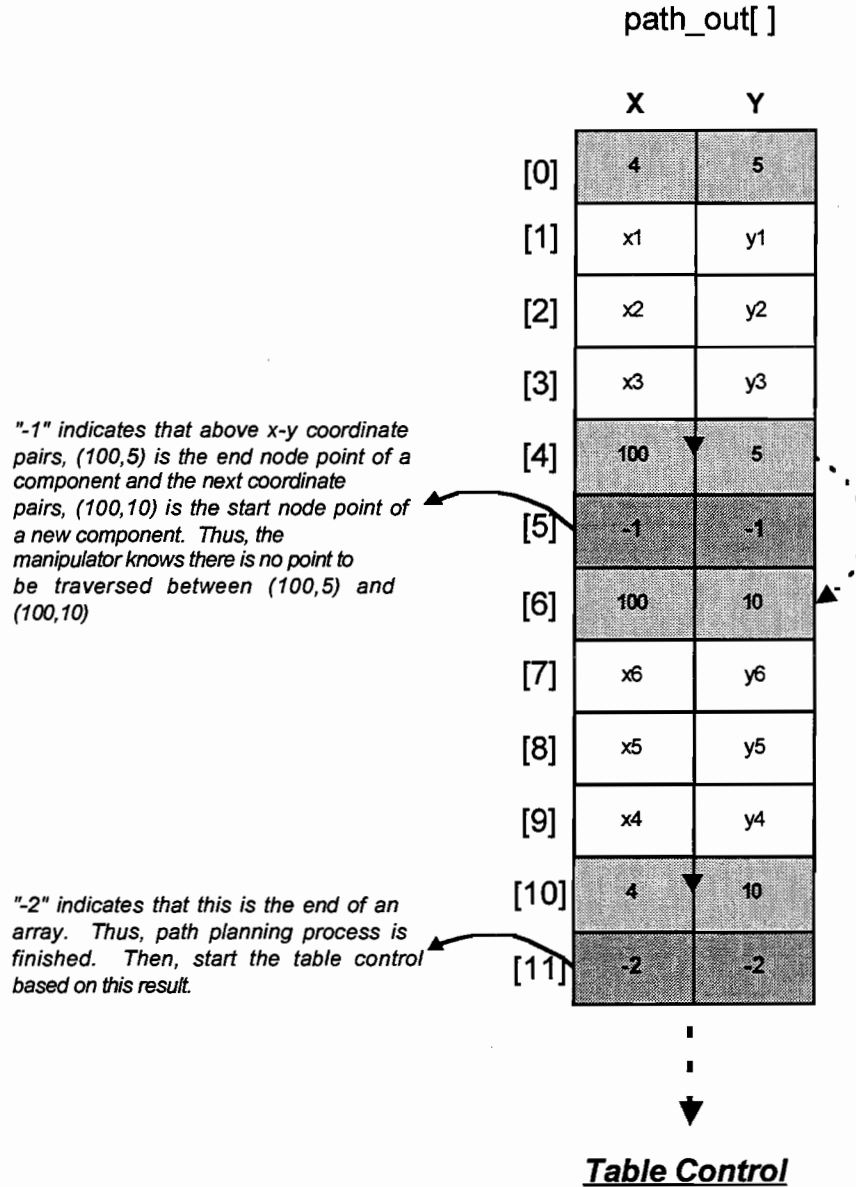 path_out[ ]
X Y
[0] 4 5
[1] x1 y1
[2] x2 y2
[3] x3 y3
[4] 100 5
[5] -1 -1
[6] 100 10
[7] x6 y6
[8] x5 y5
[9] x4 y4
[10] 4 10
[11] -2 -2
"-1" indicates that above x-y coordinate
pairs, (100,5) is the end node point of a
component and the next coordinate
pairs, (100,10) is the start node point of
a new component. Thus, the
manipulator knows there is no point to
be traversed between (100,5) and
(100,10)
"-2" indicates that this is the end of an
array. Thus, path planning process is
finished. Then, start the table control
based on this result.
Table Control